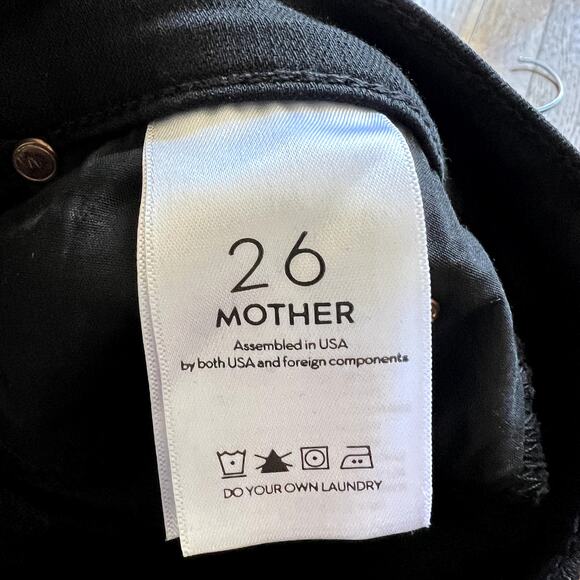 26
MOTHER
Assembled in USA
by both USA and foreign components
DO YOUR OWN LAUNDRY